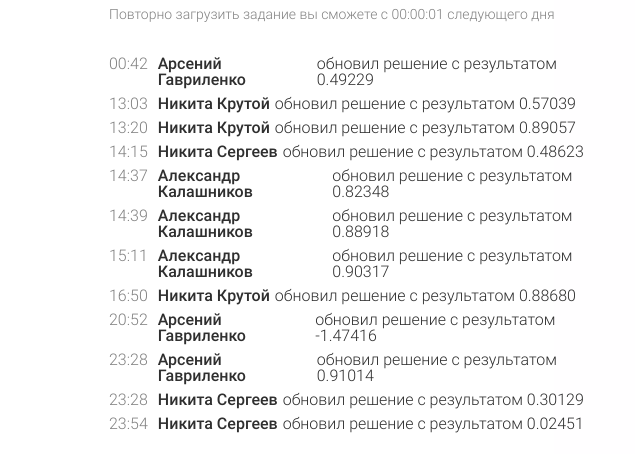 Повторно загрузить задание вы сможете с 00:00:01 следующего дня
00:42 Арсений Гавриленко обновил решение с результатом 0.49229
13:03 Никита Крутой обновил решение с результатом 0.57039
13:20 Никита Крутой обновил решение с результатом 0.89057
14:15 Никита Сергеев обновил решение с результатом 0.48623
14:37 Александр Калашников обновил решение с результатом 0.82348
14:39 Александр Калашников обновил решение с результатом 0.88918
15:11 Александр Калашников обновил решение с результатом 0.90317
16:50 Никита Крутой обновил решение с результатом 0.88680
20:52 Арсений Гавриленко обновил решение с результатом -1.47416
23:28 Арсений Гавриленко обновил решение с результатом 0.91014
23:28 Никита Сергеев обновил решение с результатом 0.30129
23:54 Никита Сергеев обновил решение с результатом 0.02451